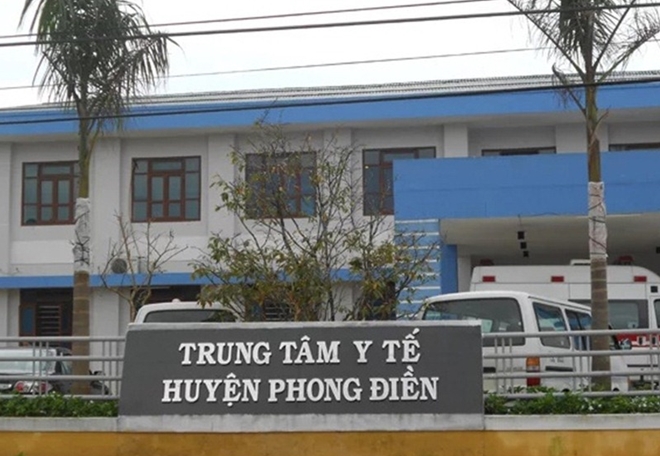 TRUNG TÂM Y TẾ
HUYỆN PHONG ĐIỀN